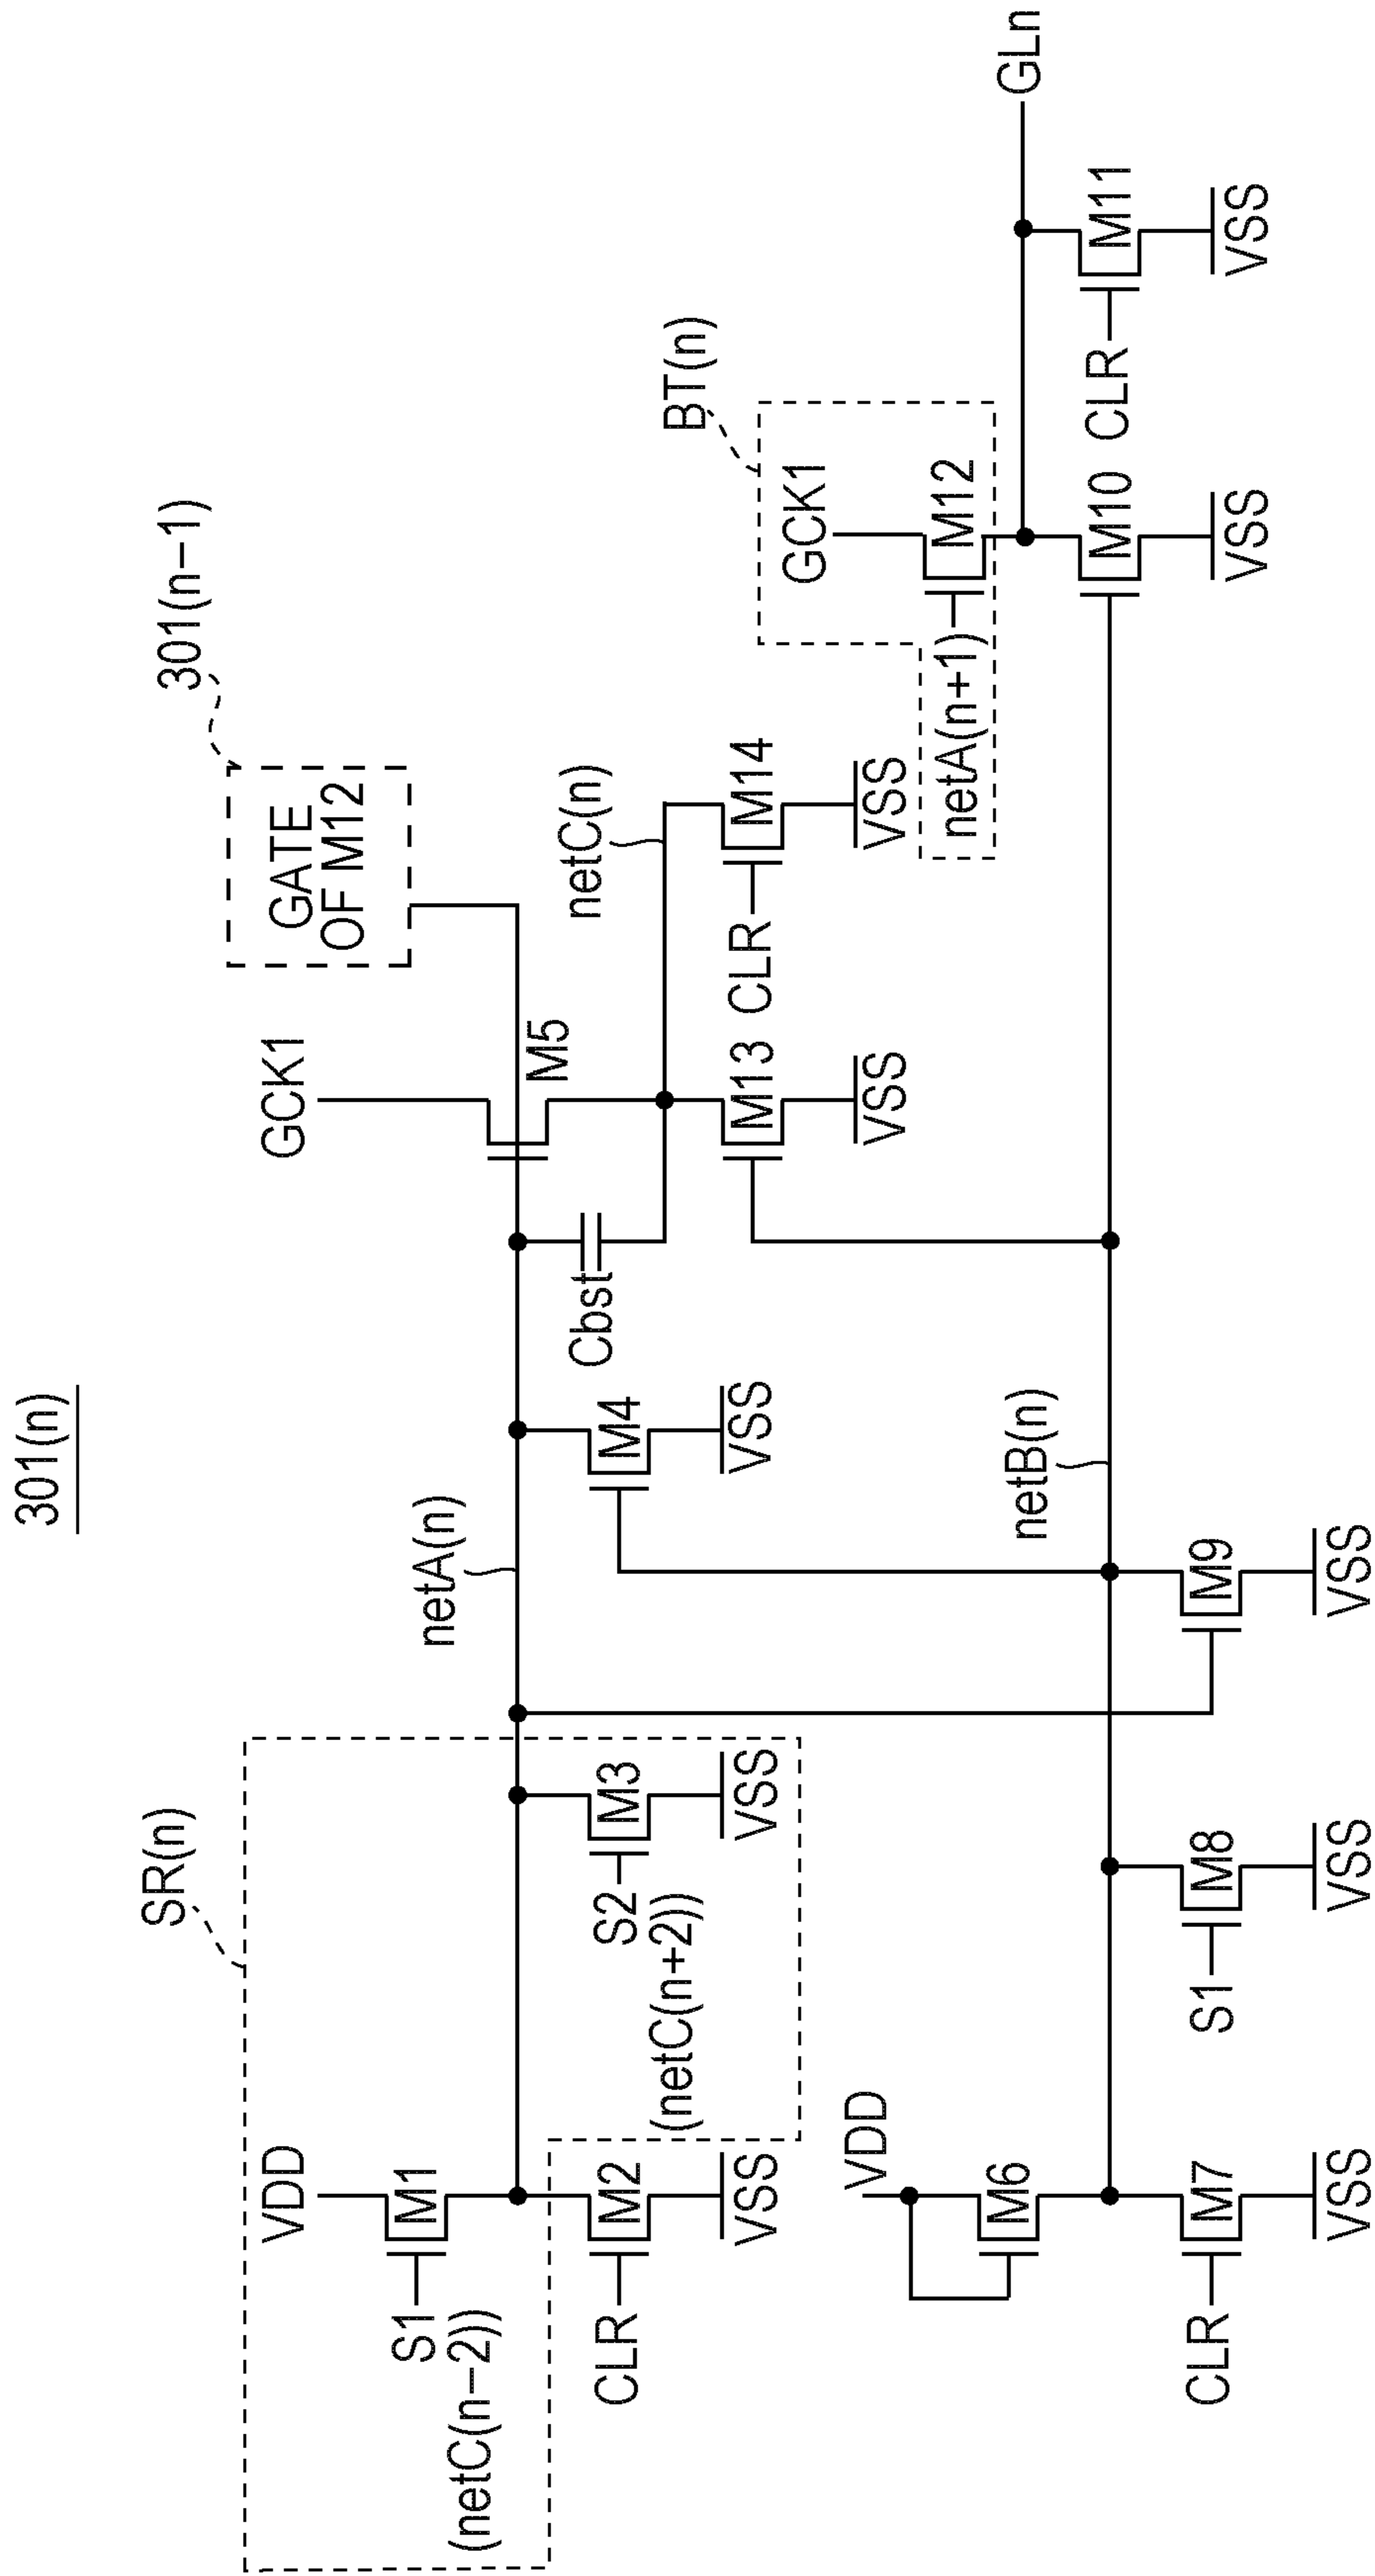 301(n)
SR(n)
VDD
M1
S1
(netC(n−2))
CLR
M2
VSS
S2
(netC(n+2))
M3
VSS
netA(n)
M4
VSS
Cbst
GCK1
M5
301(n−1)
GATE
OF M12
netC(n)
M13
VSS
CLR
M14
VSS
BT(n)
GCK1
M12
netA(n+1)
GLn
VDD
M6
CLR
M7
VSS
S1
M8
VSS
M9
VSS
netB(n)
M10
VSS
CLR
M11
VSS